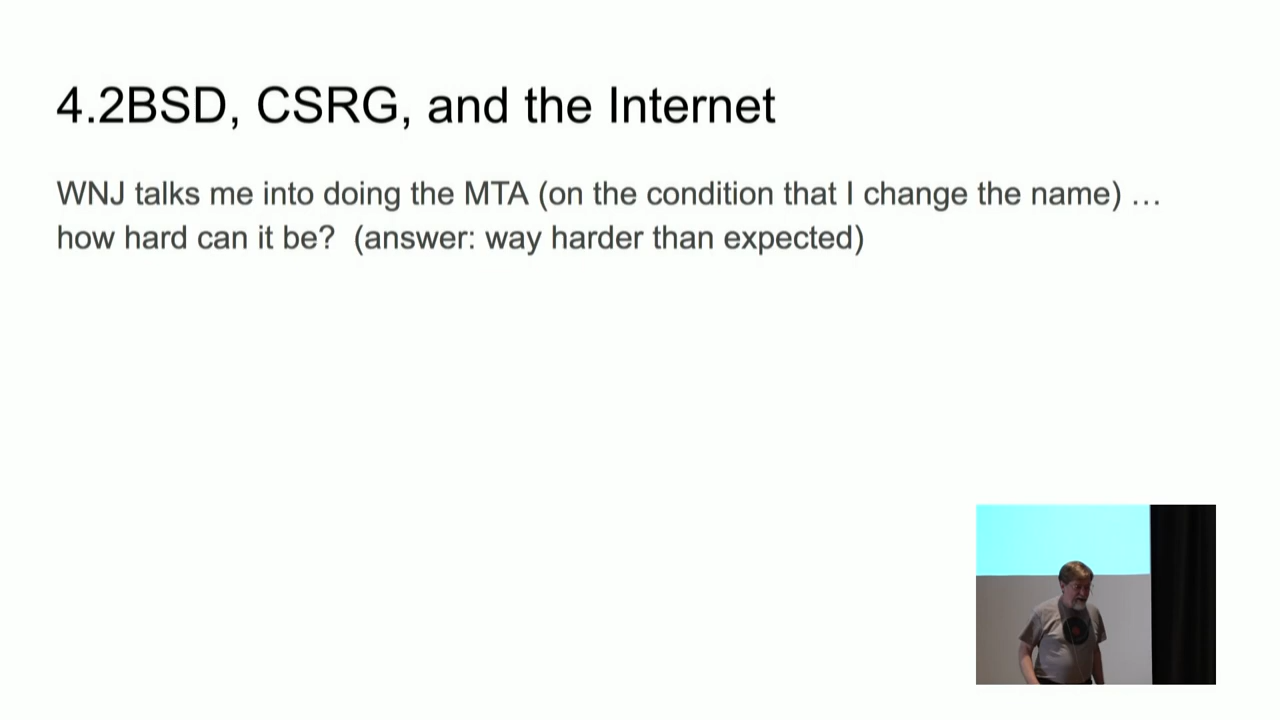 4.2BSD, CSRG, and the Internet
WNJ talks me into doing the MTA (on the condition that I change the name) …
how hard can it be?  (answer: way harder than expected)